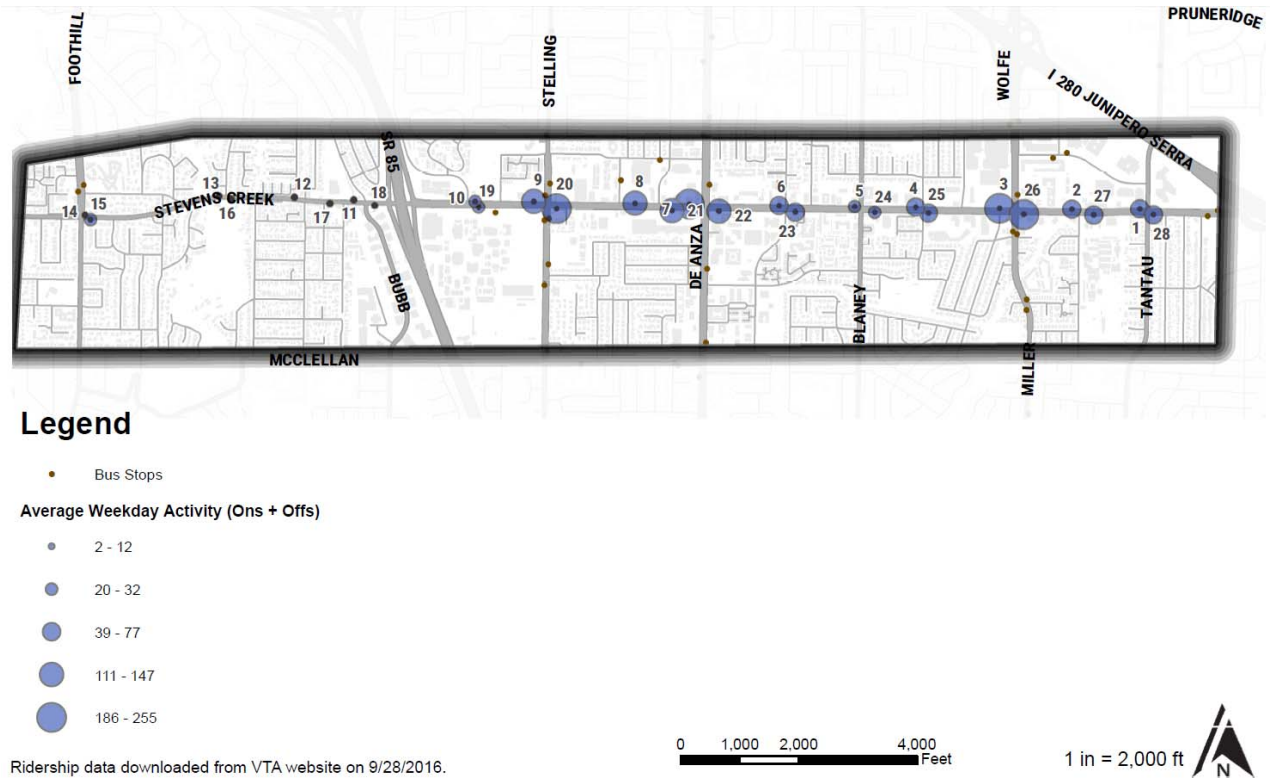 PRUNERIDGE
FOOTHILL
STELLING
WOLFE
I 280 JUNIPERO SERRA
SR 85
13
12
9
20
8
6
5
4
3
26
2
27
10
19
14
15
STEVENS CREEK
16
17
11
18
7
21
22
23
24
25
1
28
DE ANZA
BUBB
BLANEY
TANTAU
MCCLELLAN
MILLER
Legend
Bus Stops
Average Weekday Activity (Ons + Offs)
2 - 12
20 - 32
39 - 77
111 - 147
186 - 255
0 1,000 2,000 4,000
Feet
1 in = 2,000 ft
N
Ridership data downloaded from VTA website on 9/28/2016.